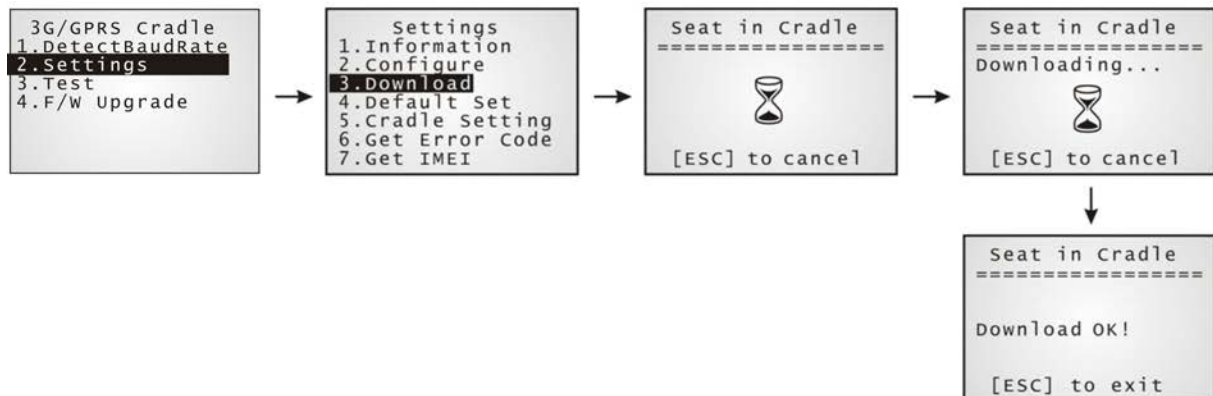 3G/GPRS Cradle
1.DetectBaudRate
2.Settings
3.Test
4.F/W Upgrade
Settings
1.Information
2.Configure
3.Download
4.Default Set
5.Cradle Setting
6.Get Error Code
7.Get IMEI
Seat in Cradle
=================
[ESC] to cancel
Seat in Cradle
=================
Downloading...
[ESC] to cancel
Seat in Cradle
=================
Download OK!
[ESC] to exit